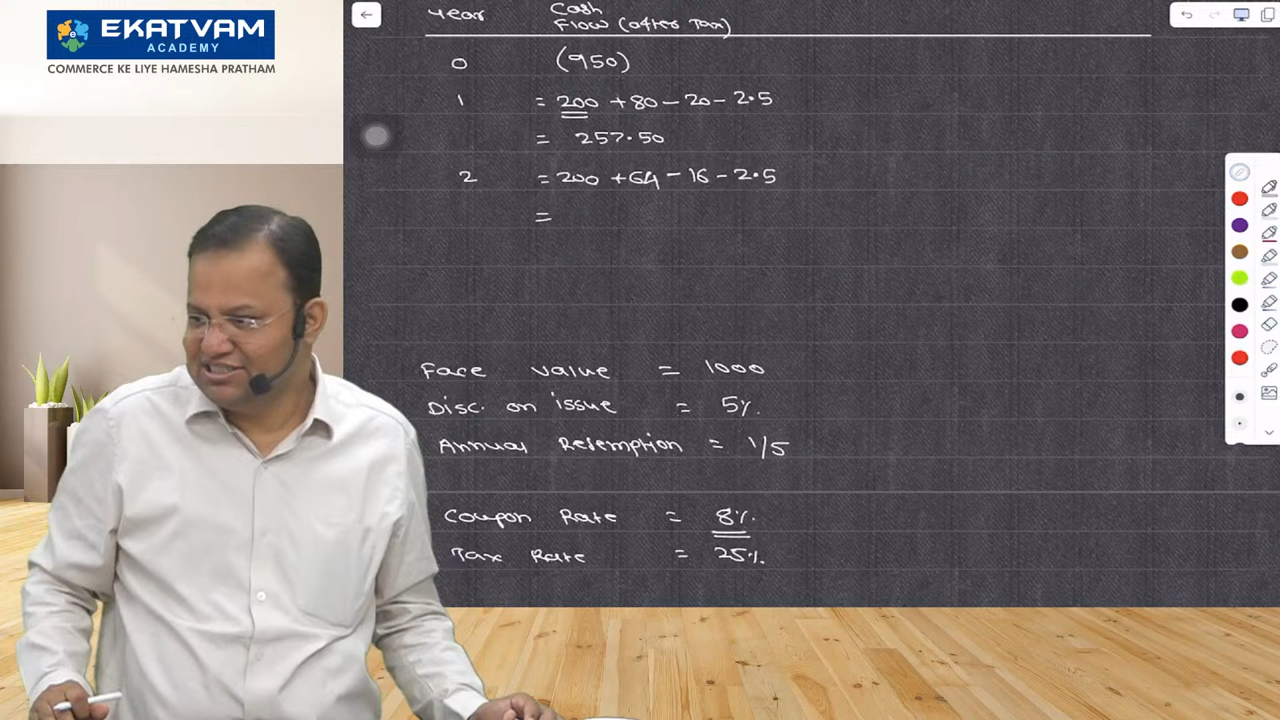 EKATVAM
ACADEMY
COMMERCE KE LIYE HAMESHA PRATHAM
Year Cash Flow (after Tax)
0 (950)
1 = 200 + 80 - 20 - 2.5
= 257.50
2 = 200 + 64 - 16 - 2.5
=
Face value = 1000
Disc. on issue = 5%.
Annual Redemption = 1/5
Coupon Rate = 8%.
Tax Rate = 25%.